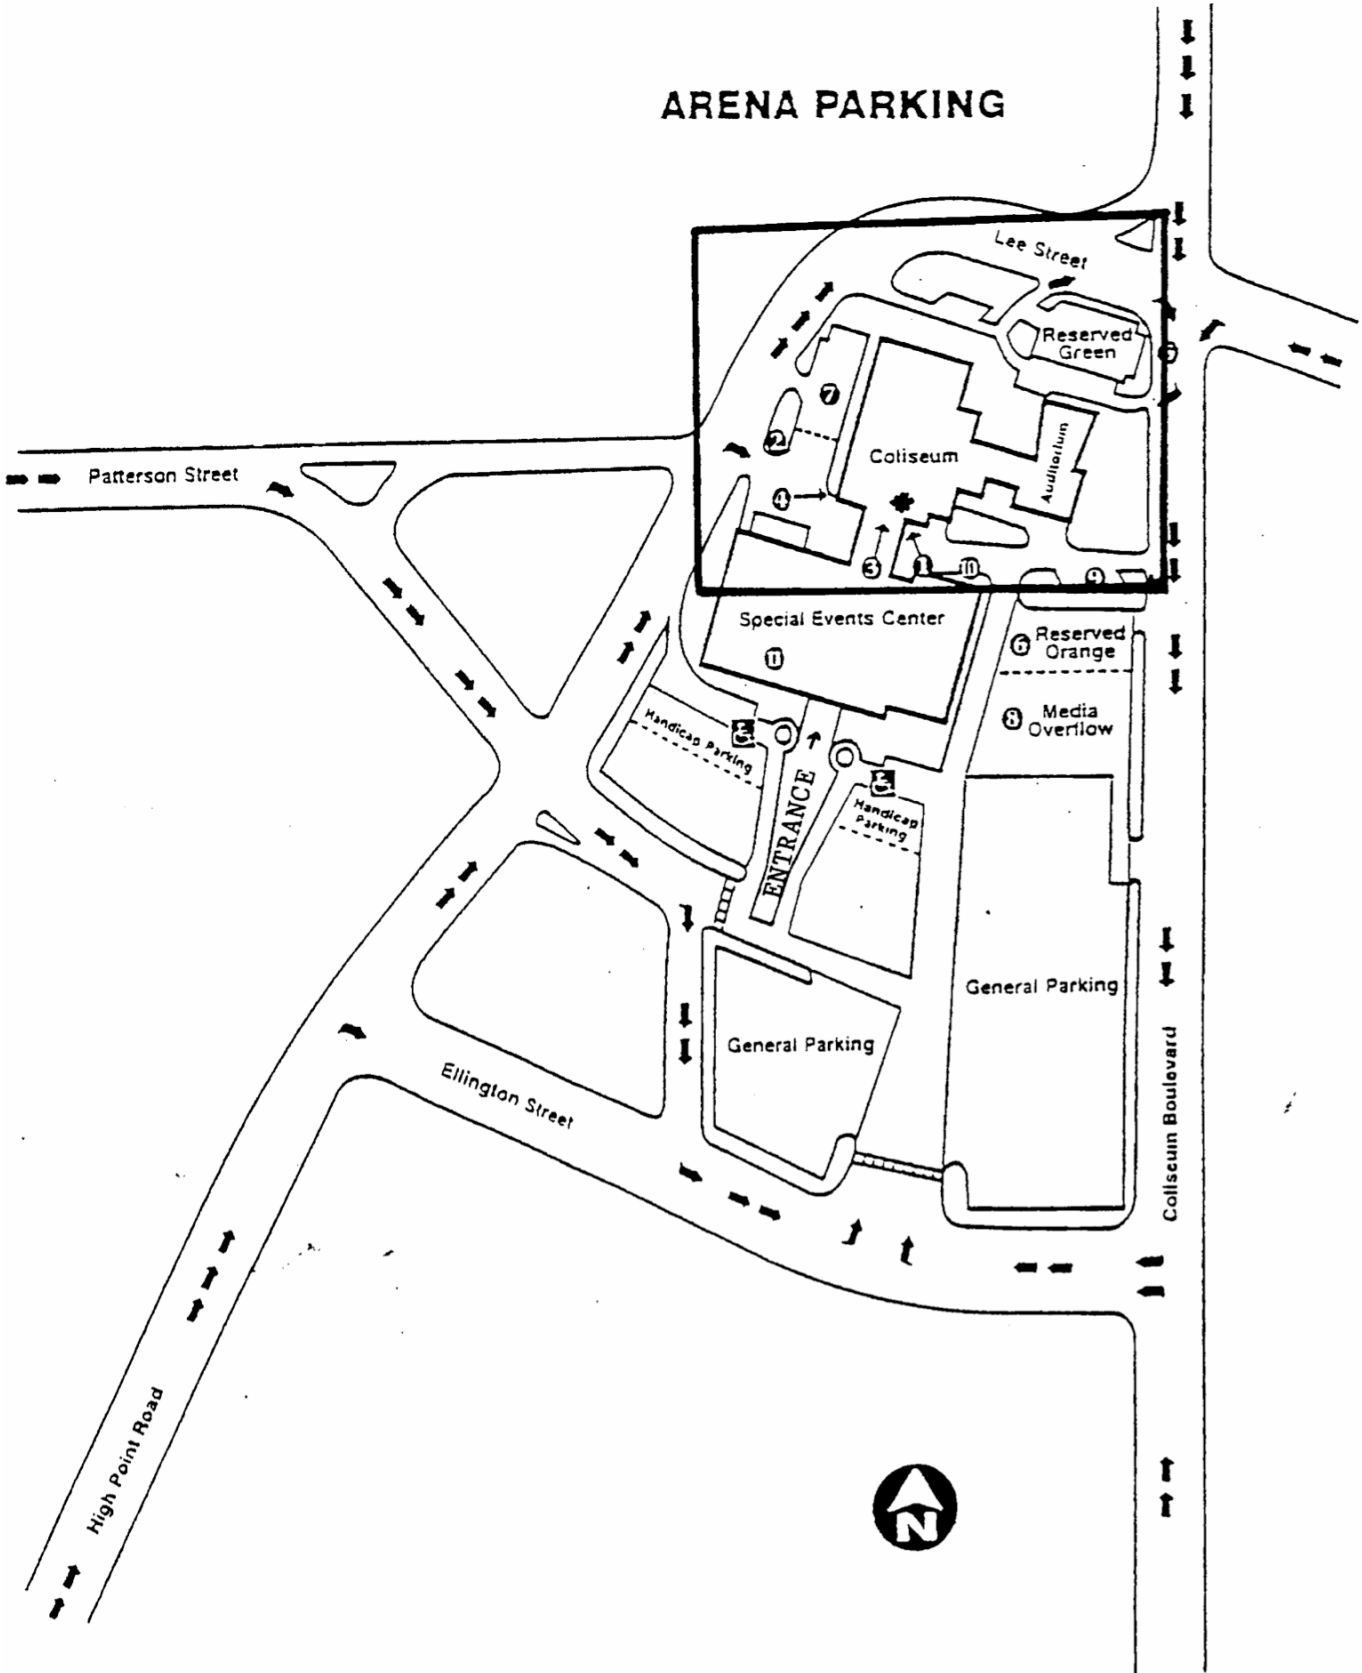 ARENA PARKING
Lee Street
Reserved
Green
7
2
Patterson Street
Coliseum
Auditorium
4
3
1
10
9
Special Events Center
11
6 Reserved
Orange
8 Media
Overflow
Handicap Parking
Handicap
Parking
ENTRANCE
General Parking
General Parking
Ellington Street
Coliseum Boulevard
High Point Road
N